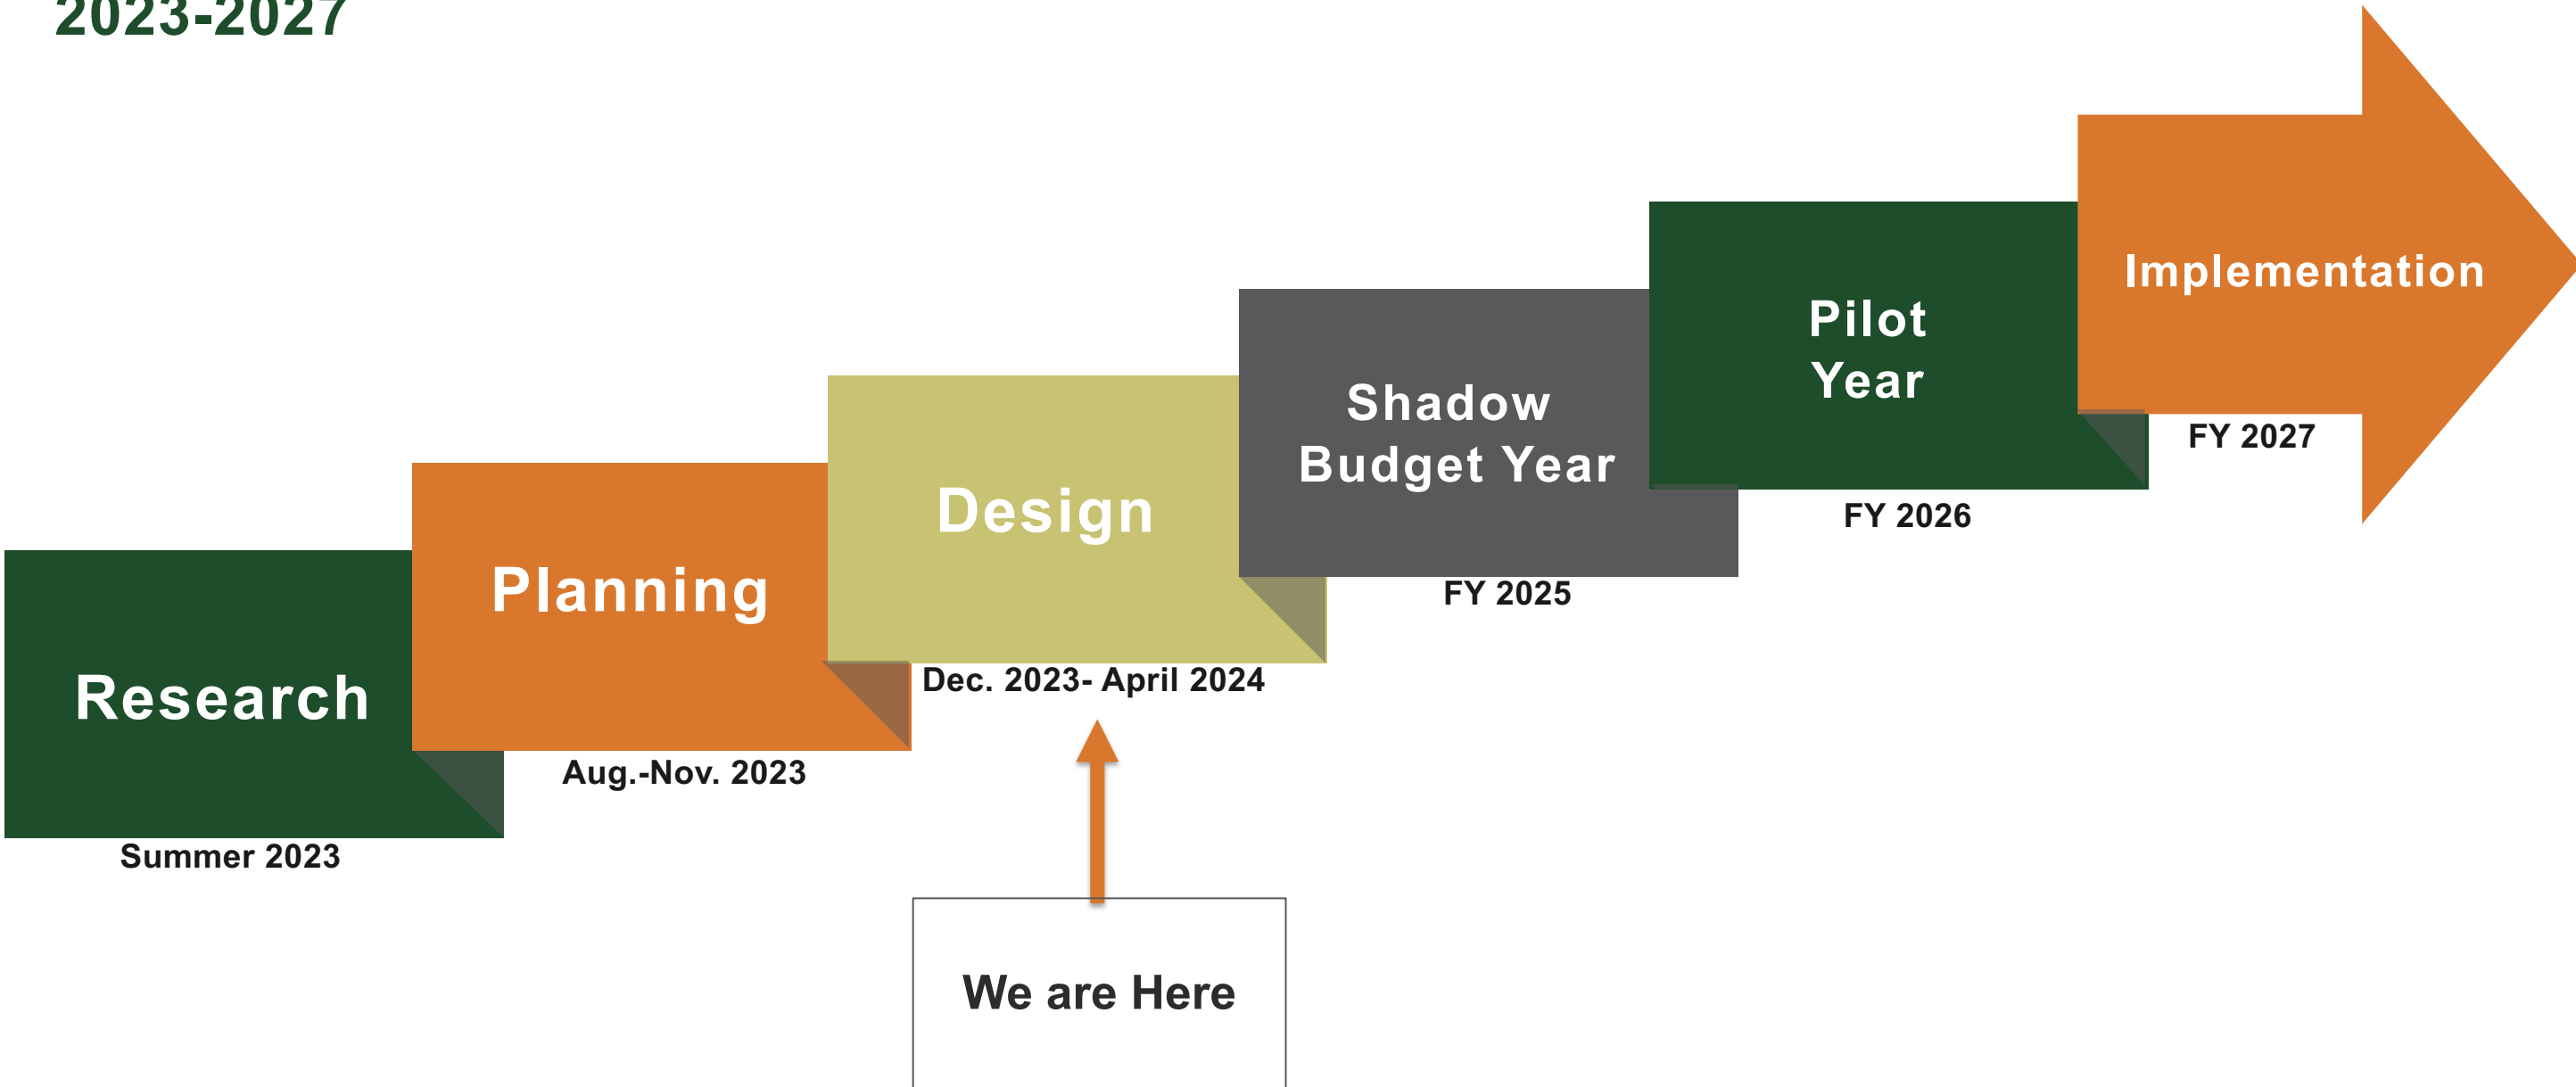 2023-2027
Research
Summer 2023
Planning
Aug.-Nov. 2023
Design
Dec. 2023- April 2024
Shadow
Budget Year
FY 2025
Pilot
Year
FY 2026
Implementation
FY 2027
We are Here